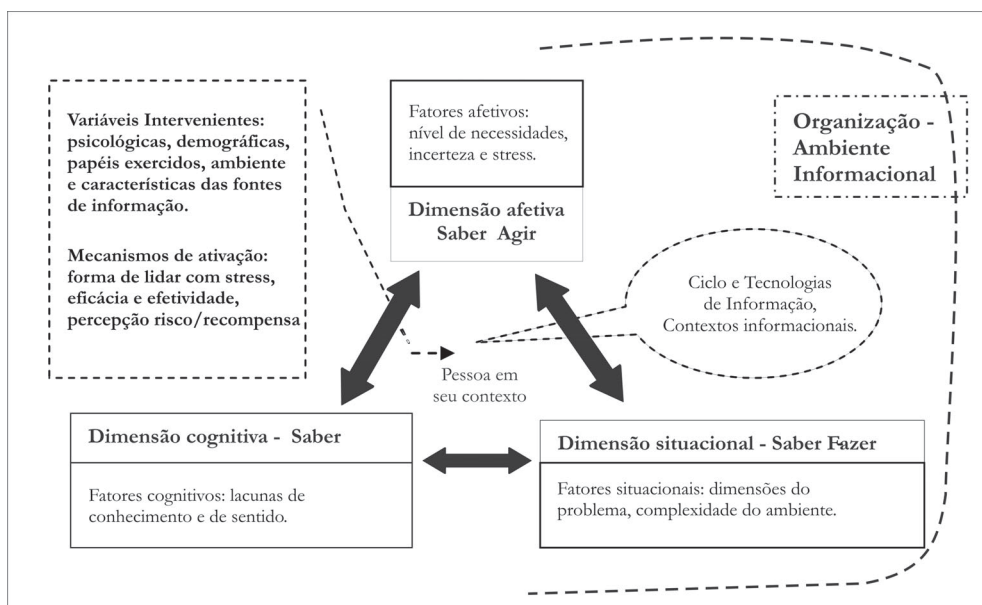 Variáveis Intervenientes:
psicológicas, demográficas,
papéis exercidos, ambiente
e características das fontes
de informação.
Mecanismos de ativação:
forma de lidar com stress,
eficácia e efetividade,
percepção risco/recompensa
Fatores afetivos:
nível de necessidades,
incerteza e stress.
Dimensão afetiva
Saber Agir
Organização -
Ambiente
Informacional
Ciclo e Tecnologias
de Informação,
Contextos informacionais.
Pessoa em
seu contexto
Dimensão cognitiva - Saber
Fatores cognitivos: lacunas de
conhecimento e de sentido.
Dimensão situacional - Saber Fazer
Fatores situacionais: dimensões do
problema, complexidade do ambiente.